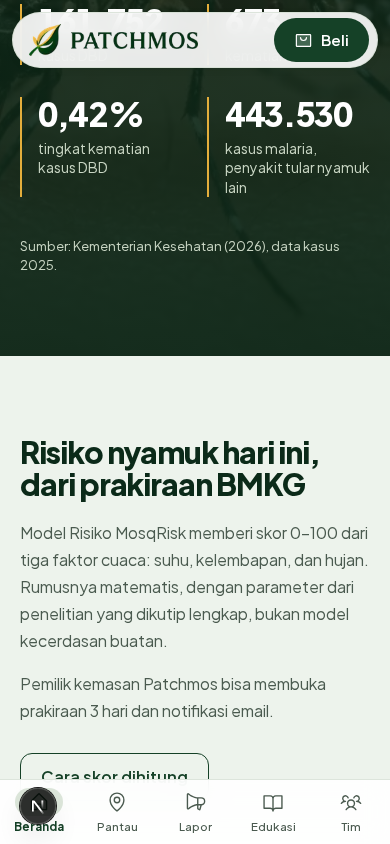 161.752
673
PATCHMOS
Beli
0,42%
443.530
tingkat kematian
kasus DBD
kasus malaria,
penyakit tular nyamuk
lain
Sumber: Kementerian Kesehatan (2026), data kasus
2025.
Risiko nyamuk hari ini,
dari prakiraan BMKG
Model Risiko MosqRisk memberi skor 0–100 dari
tiga faktor cuaca: suhu, kelembapan, dan hujan.
Rumusnya matematis, dengan parameter dari
penelitian yang dikutip lengkap, bukan model
kecerdasan buatan.
Pemilik kemasan Patchmos bisa membuka
prakiraan 3 hari dan notifikasi email.
Cara skor dihitung
N
Beranda
Pantau
Lapor
Edukasi
Tim